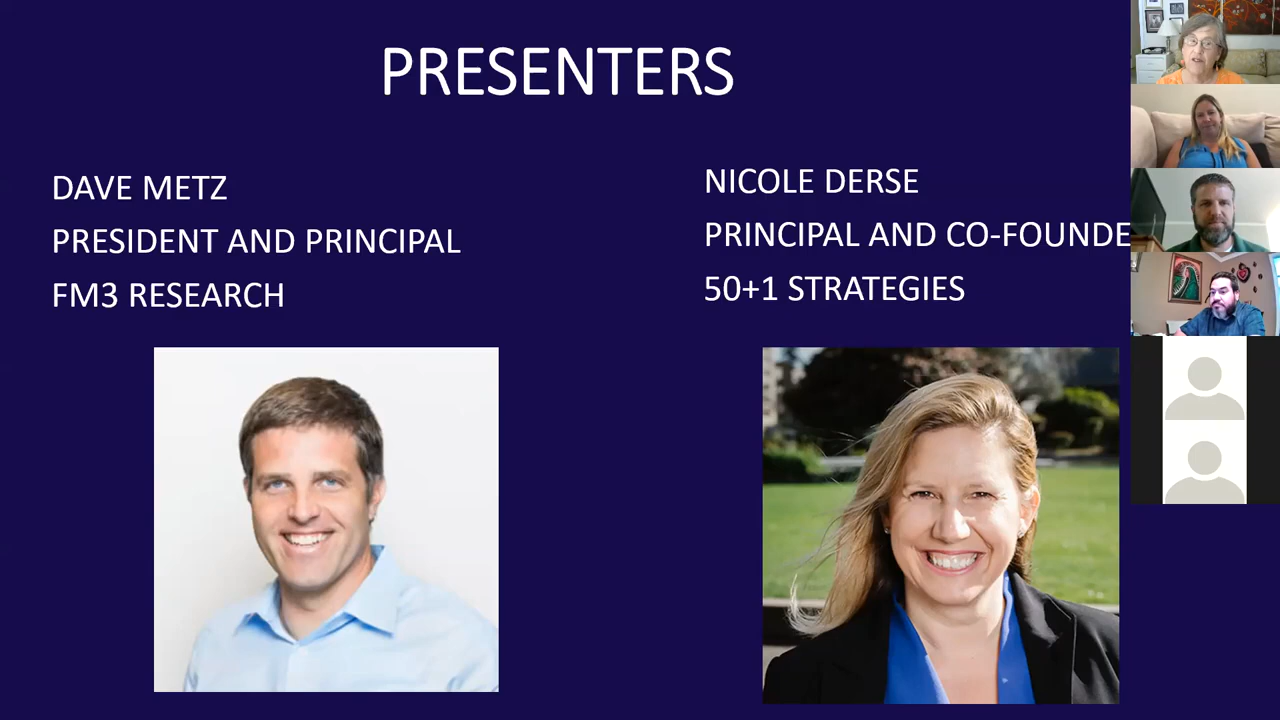 PRESENTERS
DAVE METZ
PRESIDENT AND PRINCIPAL
FM3 RESEARCH
NICOLE DERSE
PRINCIPAL AND CO-FOUNDE
50+1 STRATEGIES